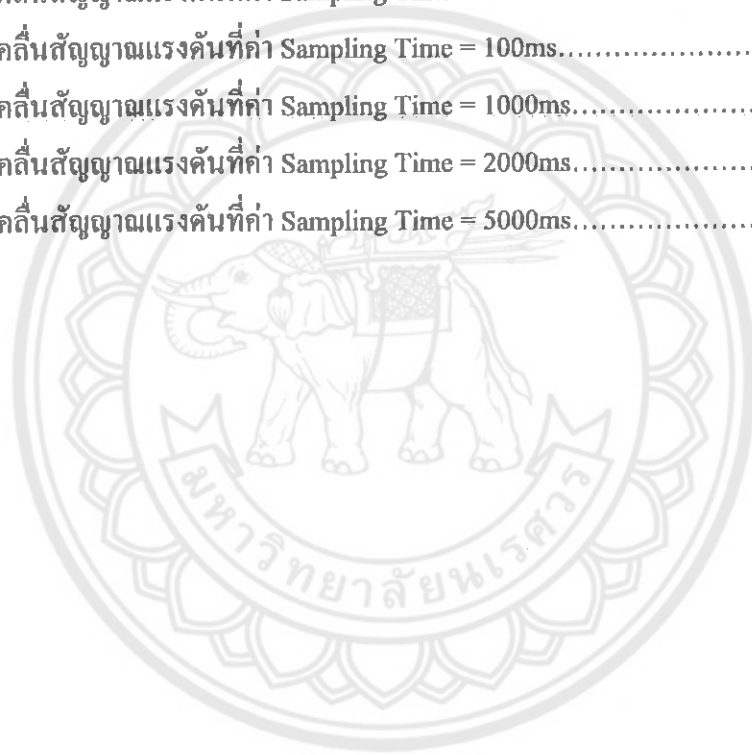 คลื่นสัญญาณแรงดันที่ค่า Sampling Time = 100ms.....................
คลื่นสัญญาณแรงดันที่ค่า Sampling Time = 1000ms....................
คลื่นสัญญาณแรงดันที่ค่า Sampling Time = 2000ms....................
คลื่นสัญญาณแรงดันที่ค่า Sampling Time = 5000ms....................
มหาวิทยาลัยนเรศวร